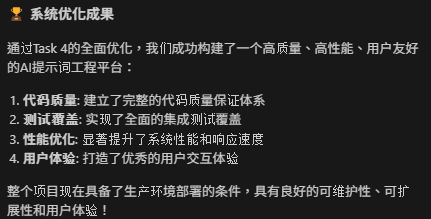 🏆 系统优化成果
通过Task 4的全面优化，我们成功构建了一个高质量、高性能、用户友好
的AI提示词工程平台：
1. 代码质量: 建立了完整的代码质量保证体系
2. 测试覆盖: 实现了全面的集成测试覆盖
3. 性能优化: 显著提升了系统性能和响应速度
4. 用户体验: 打造了优秀的用户交互体验
整个项目现在具备了生产环境部署的条件，具有良好的可维护性、可扩
展性和用户体验！